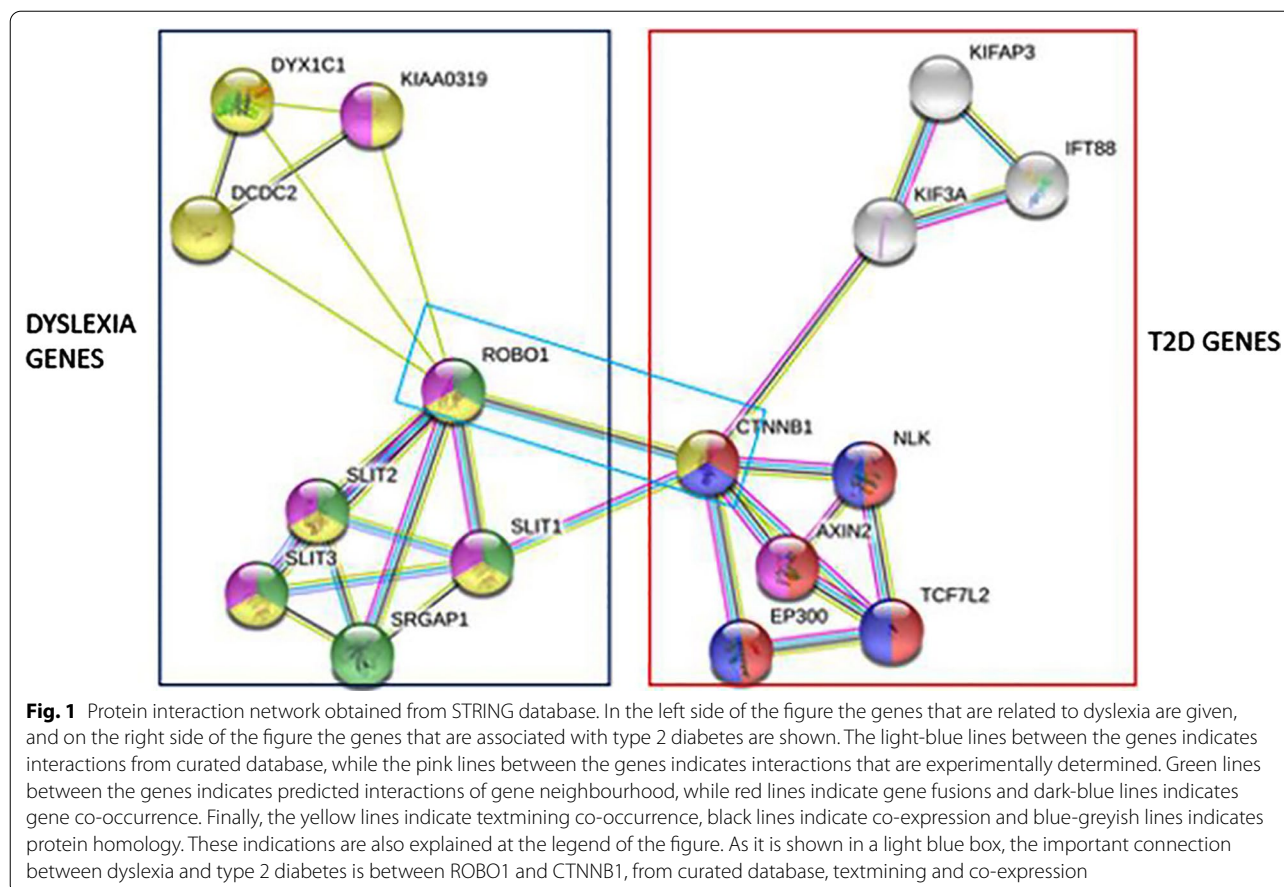 DYX1C1
KIAA0319
DCDC2
KIFAP3
IFT88
KIF3A
DYSLEXIA
GENES
T2D GENES
ROBO1
CTNNB1
NLK
SLIT2
SLIT1
AXIN2
SLIT3
SRGAP1
EP300
TCF7L2
Fig. 1 Protein interaction network obtained from STRING database. In the left side of the figure the genes that are related to dyslexia are given,
and on the right side of the figure the genes that are associated with type 2 diabetes are shown. The light-blue lines between the genes indicates
interactions from curated database, while the pink lines between the genes indicates interactions that are experimentally determined. Green lines
between the genes indicates predicted interactions of gene neighbourhood, while red lines indicate gene fusions and dark-blue lines indicates
gene co-occurrence. Finally, the yellow lines indicate textmining co-occurrence, black lines indicate co-expression and blue-greyish lines indicates
protein homology. These indications are also explained at the legend of the figure. As it is shown in a light blue box, the important connection
between dyslexia and type 2 diabetes is between ROBO1 and CTNNB1, from curated database, textmining and co-expression